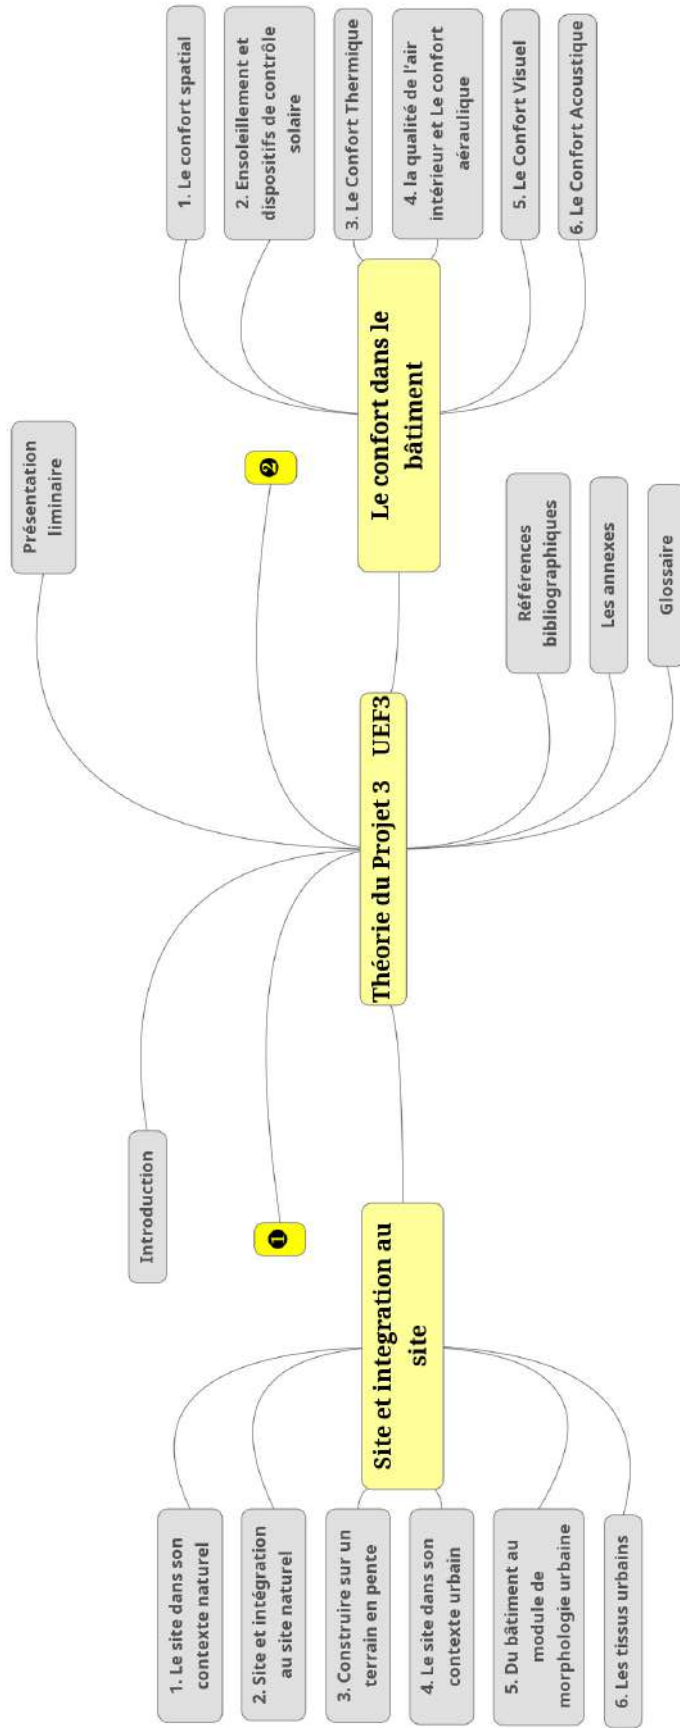 Présentation
liminaire
Introduction
❶
❷
Théorie du Projet 3    UEF3
Site et integration au
site
1. Le site dans son
contexte naturel
2. Site et intégration
au site naturel
3. Construire sur un
terrain en pente
4. Le site dans son
contexte urbain
5. Du bâtiment au
module de
morphologie urbaine
6. Les tissus urbains
Le confort dans le
bâtiment
1. Le confort spatial
2. Ensoleillement et
dispositifs de contrôle
solaire
3. Le Confort Thermique
4. la qualité de l'air
intérieur et Le confort
aéraulique
5. Le Confort Visuel
6. Le Confort Acoustique
Références
bibliographiques
Les annexes
Glossaire